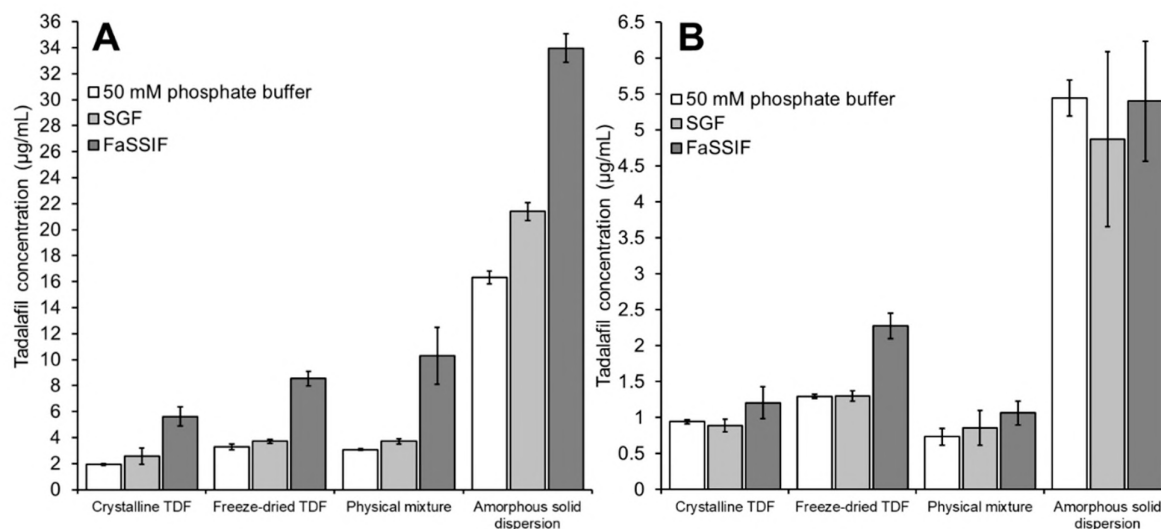 A
50 mM phosphate buffer
SGF
FaSSIF
Tadalafil concentration (µg/mL)
36
34
32
30
28
26
24
22
20
18
16
14
12
10
8
6
4
2
0
Crystalline TDF
Freeze-dried TDF
Physical mixture
Amorphous solid
dispersion
B
50 mM phosphate buffer
SGF
FaSSIF
Tadalafil concentration (µg/mL)
6.5
6
5.5
5
4.5
4
3.5
3
2.5
2
1.5
1
0.5
0
Crystalline TDF
Freeze-dried TDF
Physical mixture
Amorphous solid
dispersion